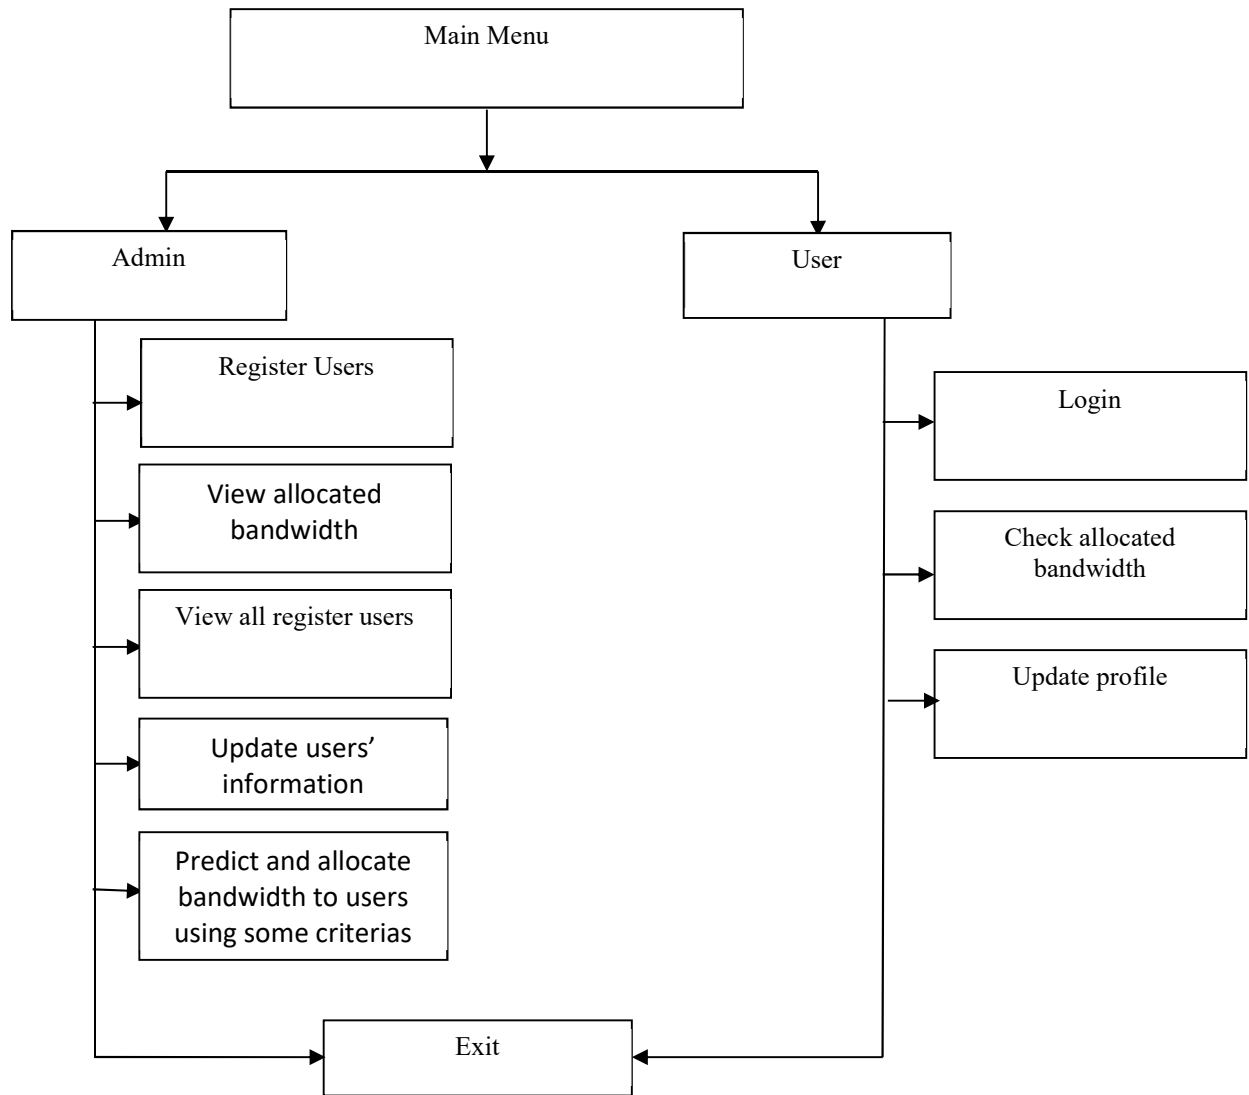 Main Menu
Admin
User
Register Users
View allocated
bandwidth
View all register users
Update users’
information
Predict and allocate
bandwidth to users
using some criterias
Login
Check allocated
bandwidth
Update profile
Exit